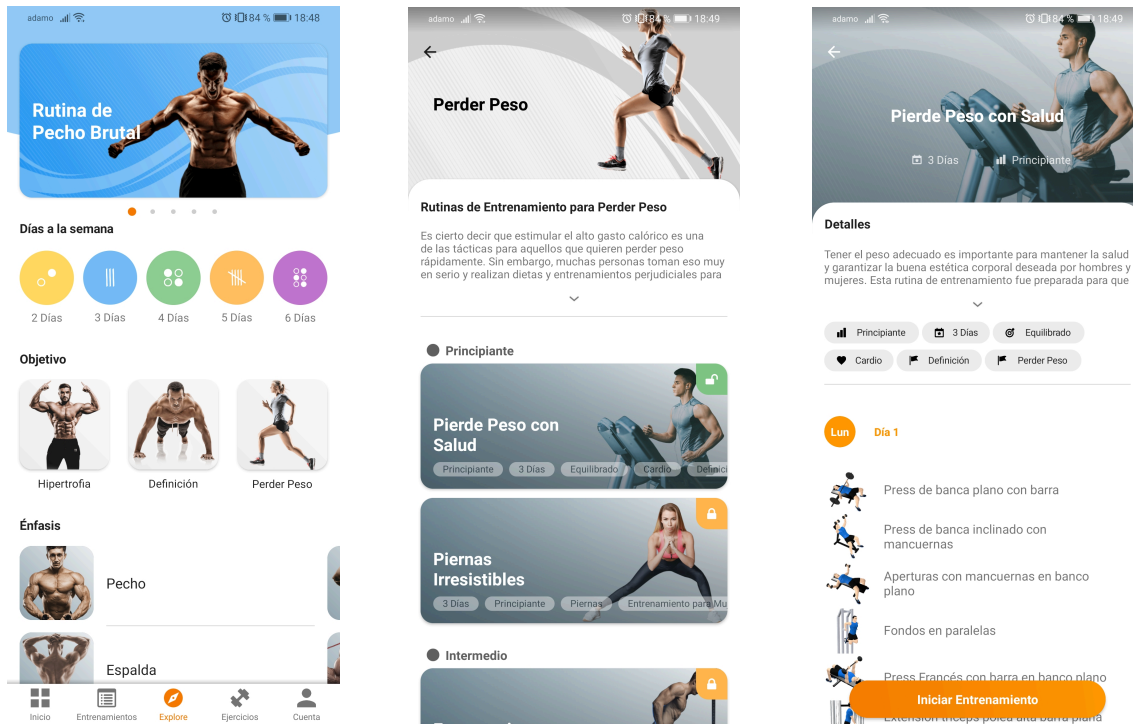 adamo
84 % 18:48
Rutina de
Pecho Brutal
Días a la semana
2 Días 3 Días 4 Días 5 Días 6 Días
Objetivo
Hipertrofia Definición Perder Peso
Énfasis
Pecho
Espalda
Inicio Entrenamientos Explore Ejercicios Cuenta
adamo
84 % 18:49
Perder Peso
Rutinas de Entrenamiento para Perder Peso
Es cierto decir que estimular el alto gasto calórico es una
de las tácticas para aquellos que quieren perder peso
rápidamente. Sin embargo, muchas personas toman eso muy
en serio y realizan dietas y entrenamientos perjudiciales para
Principiante
Pierde Peso con
Salud
Principiante 3 Días Equilibrado Cardio Definici
Piernas
Irresistibles
3 Días Principiante Piernas Entrenamiento para Mu
Intermedio
adamo
84 % 18:49
Pierde Peso con Salud
3 Días Principiante
Detalles
Tener el peso adecuado es importante para mantener la salud
y garantizar la buena estética corporal deseada por hombres y
mujeres. Esta rutina de entrenamiento fue preparada para que
Principiante 3 Días Equilibrado
Cardio Definición Perder Peso
Lun Día 1
Press de banca plano con barra
Press de banca inclinado con
mancuernas
Aperturas con mancuernas en banco
plano
Fondos en paralelas
Press Francés con barra en banco plano
Iniciar Entrenamiento
Extensión tríceps polea alta barra plana